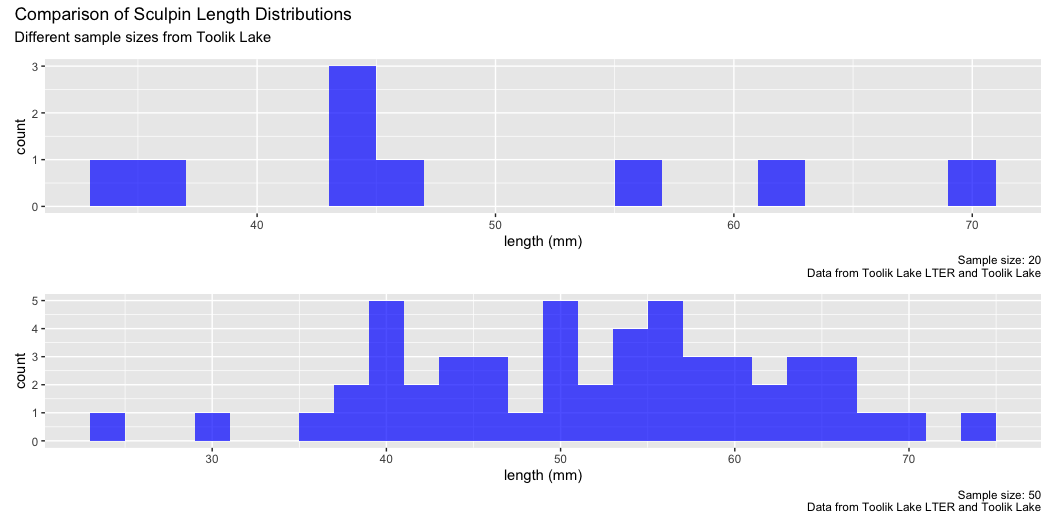 Comparison of Sculpin Length Distributions
Different sample sizes from Toolik Lake
3
2
1
0
count
40 50 60 70
length (mm)
Sample size: 20
Data from Toolik Lake LTER and Toolik Lake
5
4
3
2
1
0
count
30 40 50 60 70
length (mm)
Sample size: 50
Data from Toolik Lake LTER and Toolik Lake